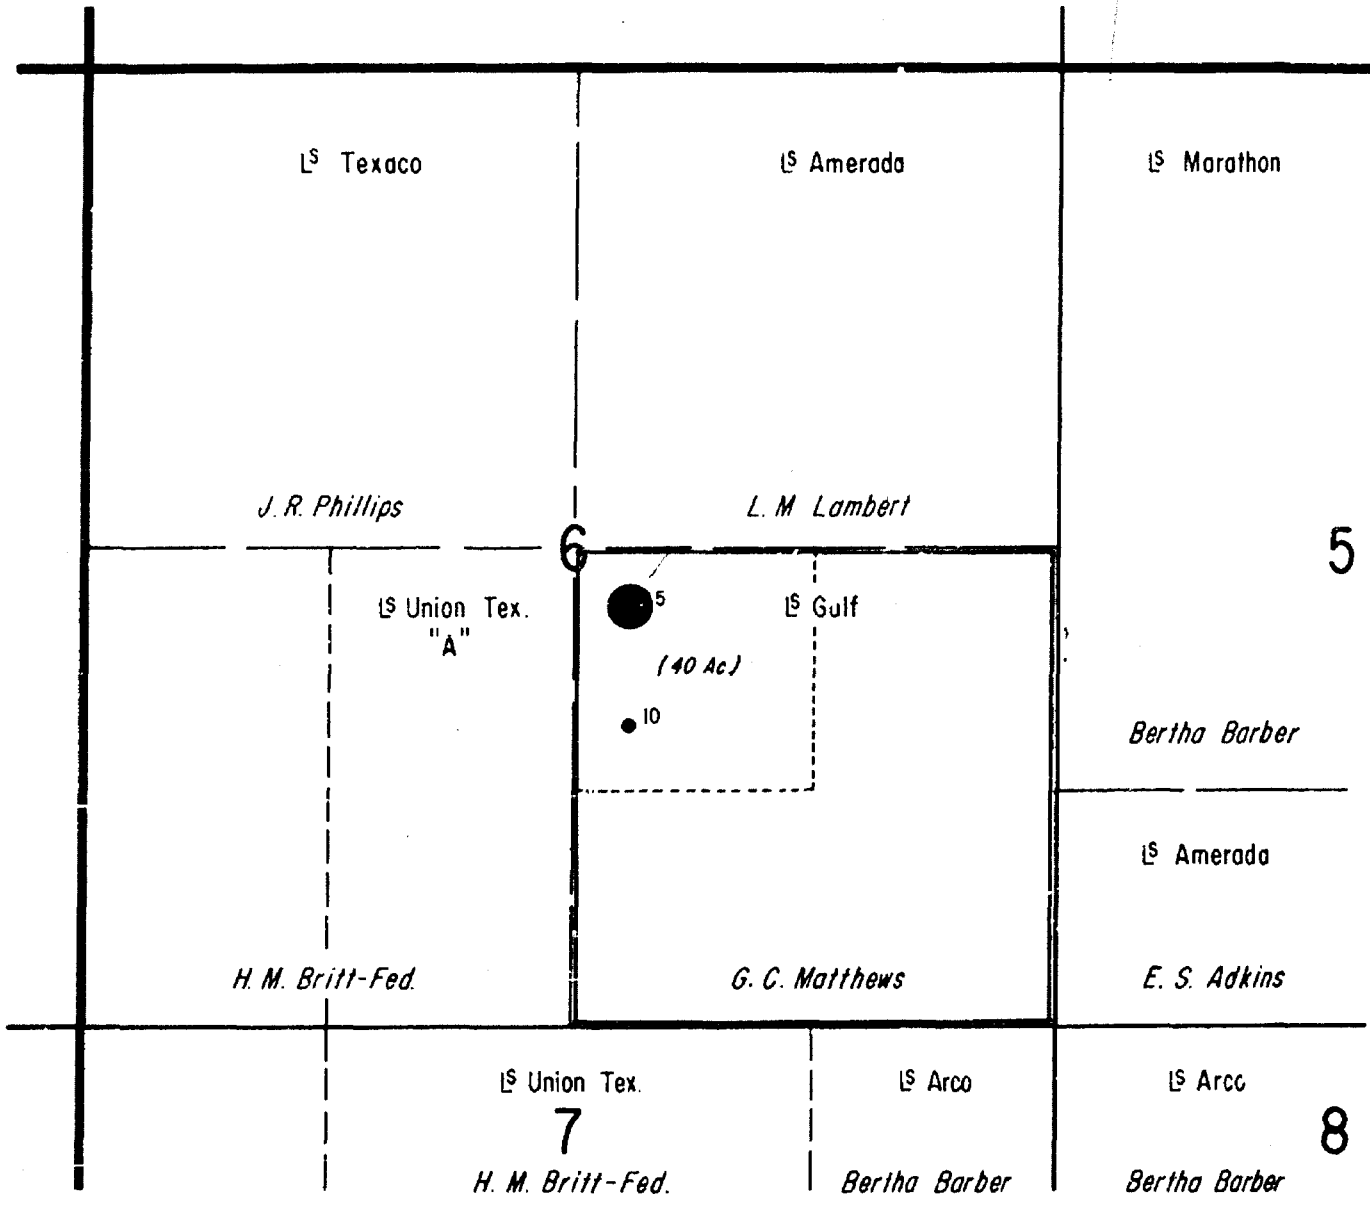 LS Texaco
LS Amerada
LS Marathon
J. R. Phillips
L. M Lambert
6
5
LS Union Tex.
"A"
5
LS Gulf
(40 Ac)
10
Bertha Barber
LS Amerada
H. M. Britt-Fed.
G. C. Matthews
E. S. Adkins
LS Union Tex.
LS Arco
LS Arco
7
8
H. M. Britt-Fed.
Bertha Barber
Bertha Barber